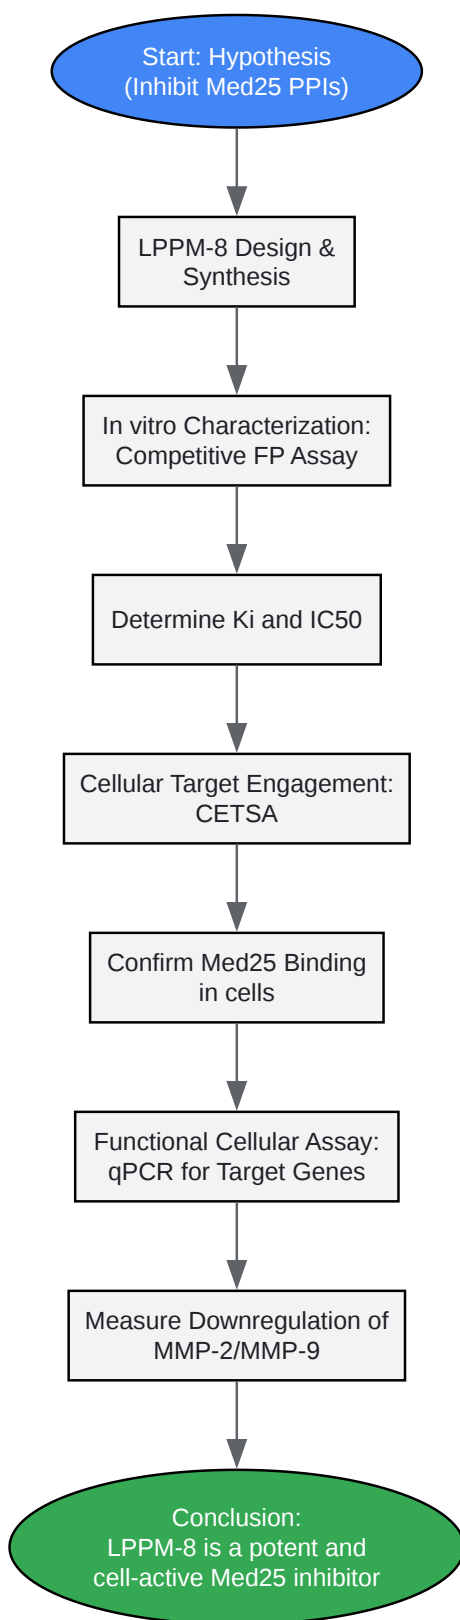 Start: Hypothesis
(Inhibit Med25 PPIs)
LPPM-8 Design &
Synthesis
In vitro Characterization:
Competitive FP Assay
Determine Ki and IC50
Cellular Target Engagement:
CETSA
Confirm Med25 Binding
in cells
Functional Cellular Assay:
qPCR for Target Genes
Measure Downregulation of
MMP-2/MMP-9
Conclusion:
LPPM-8 is a potent and
cell-active Med25 inhibitor